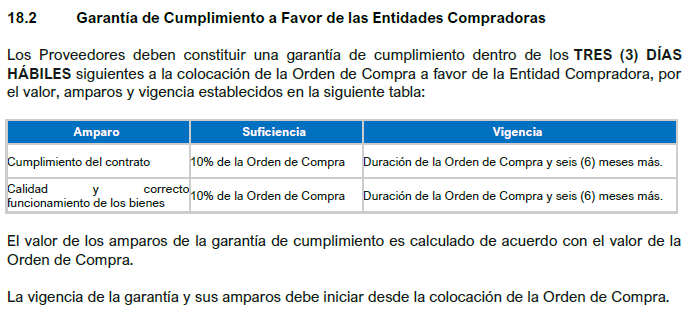 18.2 Garantía de Cumplimiento a Favor de las Entidades Compradoras
Los Proveedores deben constituir una garantía de cumplimiento dentro de los TRES (3) DÍAS
HÁBILES siguientes a la colocación de la Orden de Compra a favor de la Entidad Compradora, por
el valor, amparos y vigencia establecidos en la siguiente tabla:
Amparo Suficiencia Vigencia
Cumplimiento del contrato 10% de la Orden de Compra Duración de la Orden de Compra y seis (6) meses más.
Calidad y correcto
funcionamiento de los bienes 10% de la Orden de Compra Duración de la Orden de Compra y seis (6) meses más.
El valor de los amparos de la garantía de cumplimiento es calculado de acuerdo con el valor de la
Orden de Compra.
La vigencia de la garantía y sus amparos debe iniciar desde la colocación de la Orden de Compra.